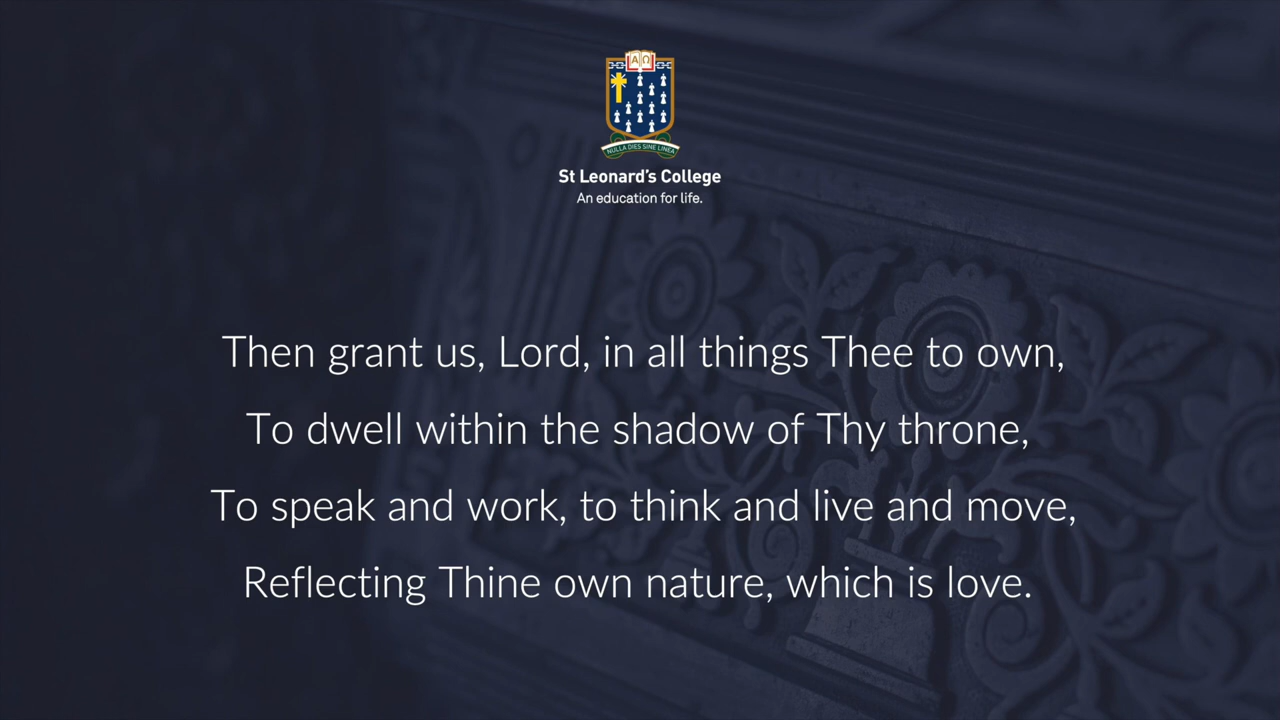 ΑΩ
NULLA DIES SINE LINEA
St Leonard's College
An education for life.
Then grant us, Lord, in all things Thee to own,
To dwell within the shadow of Thy throne,
To speak and work, to think and live and move,
Reflecting Thine own nature, which is love.